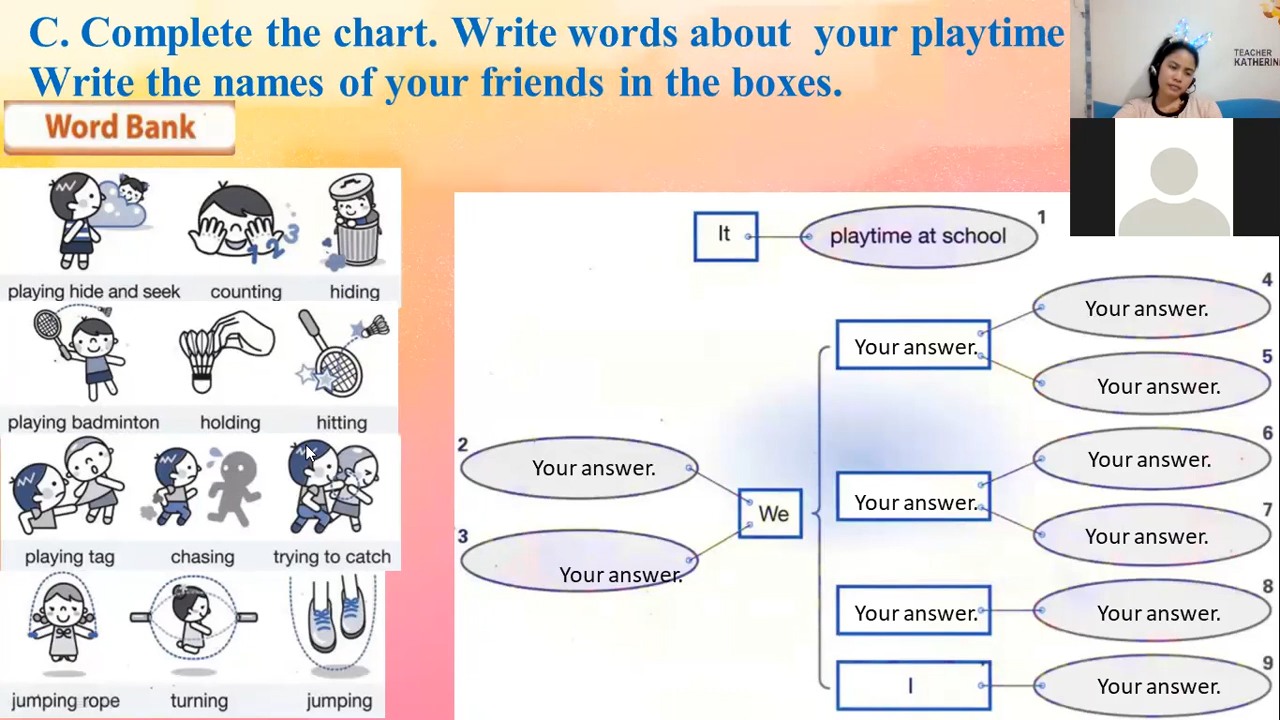 C. Complete the chart. Write words about your playtime
Write the names of your friends in the boxes.
TEACHER
Word Bank
1 2 3
playing hide and seek counting hiding
playing badminton holding hitting
playing tag chasing trying to catch
jumping rope turning jumping
It playtime at school 1
Your answer. 4
Your answer.
Your answer. 5
2 Your answer.
3 Your answer.
We
Your answer. 6
Your answer.
Your answer. 7
Your answer. Your answer. 8
I Your answer. 9